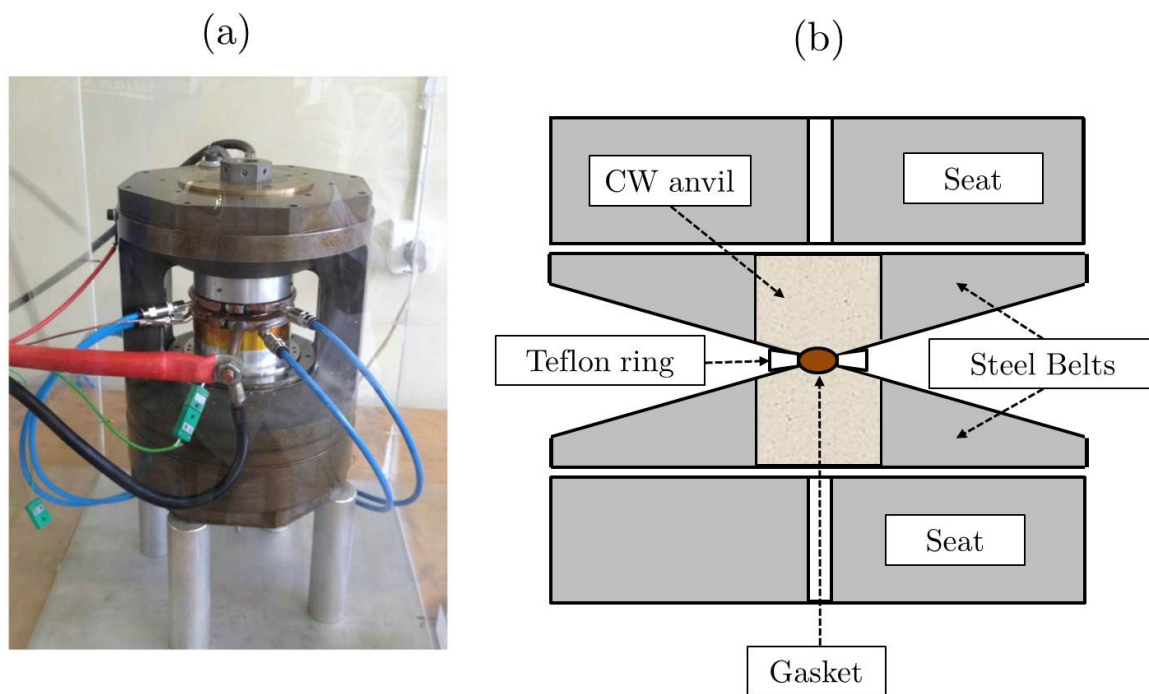 (a)
(b)
CW anvil
Seat
Teflon ring
Steel Belts
Seat
Gasket